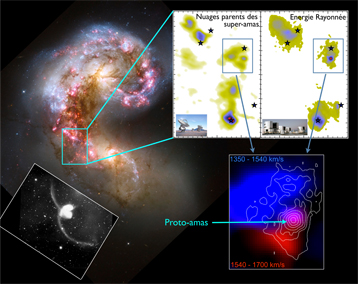 Nuages parents des
super-amas
Energie Rayonnée
1350 - 1540 km/s
Proto-amas
1540 - 1700 km/s